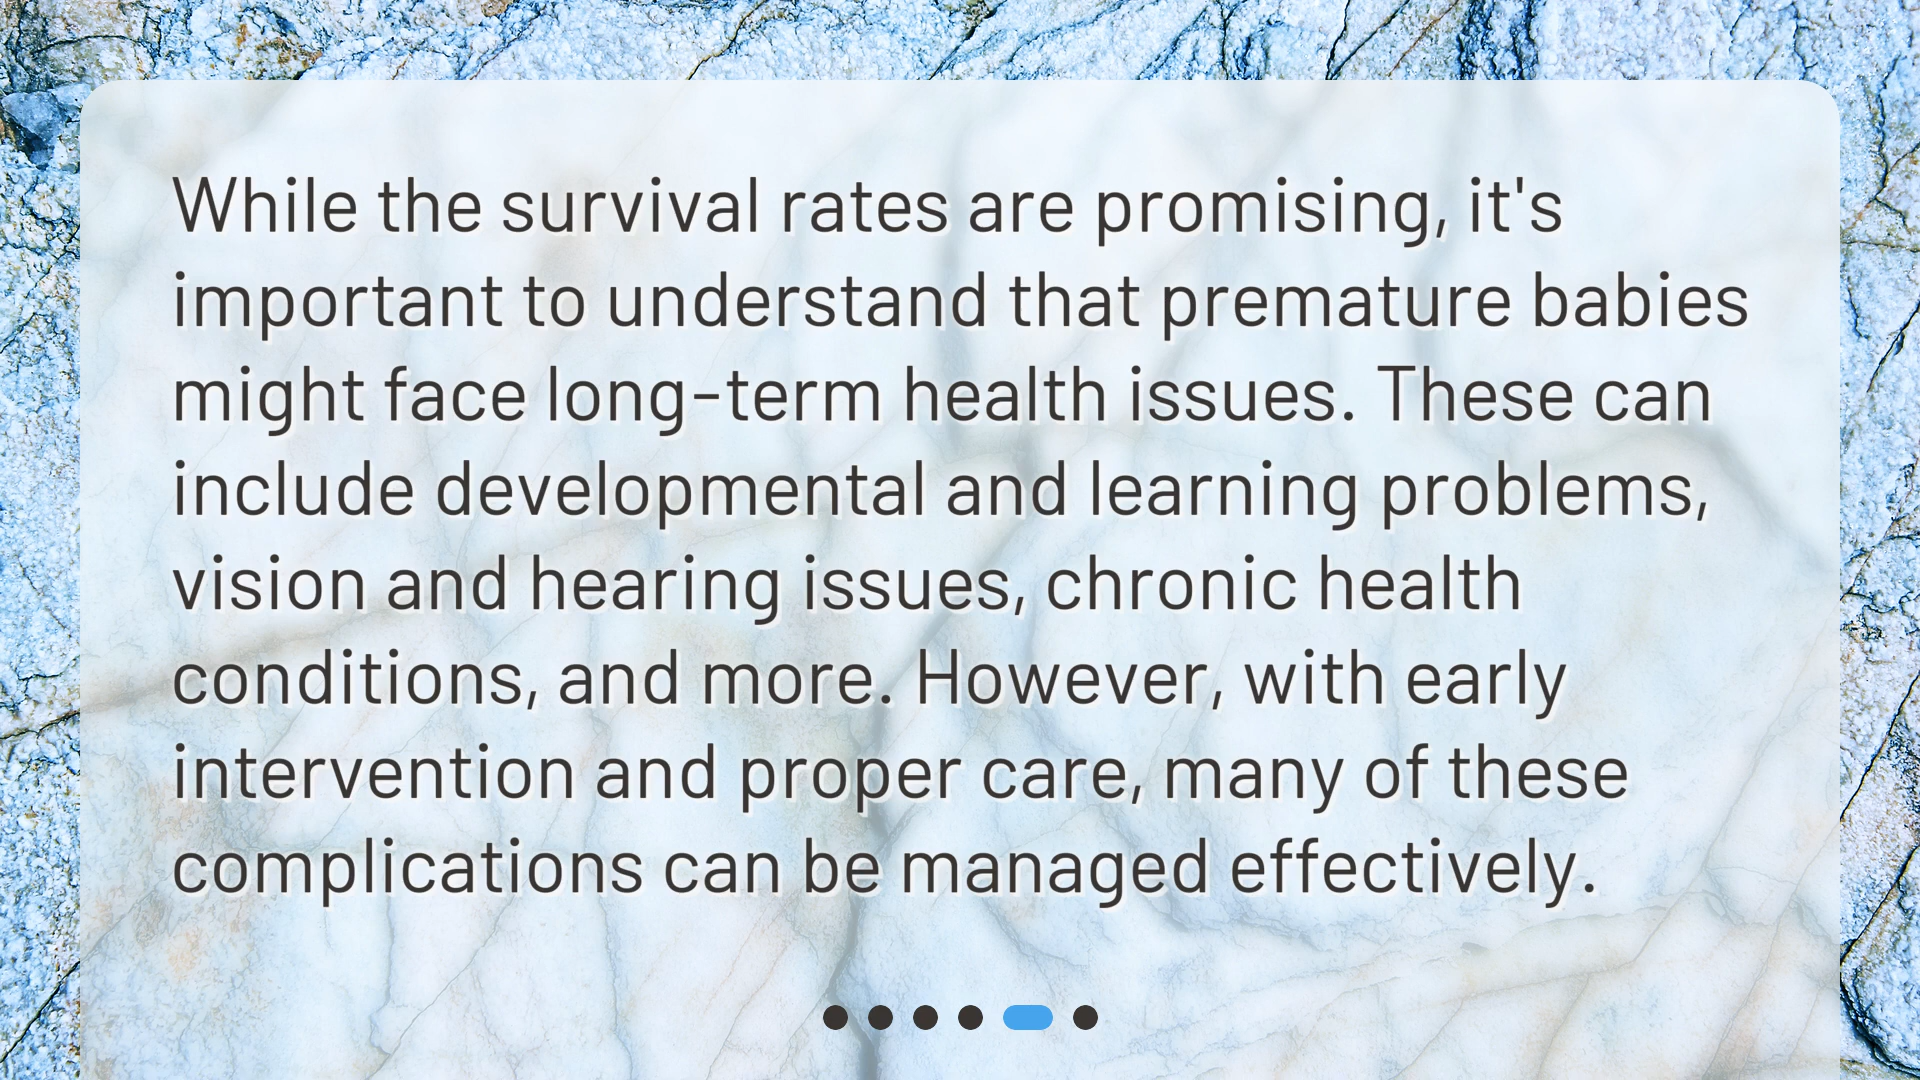 While the survival rates are promising, it's
important to understand that premature babies
might face long-term health issues. These can
include developmental and learning problems,
vision and hearing issues, chronic health
conditions, and more. However, with early
intervention and proper care, many of these
complications can be managed effectively.